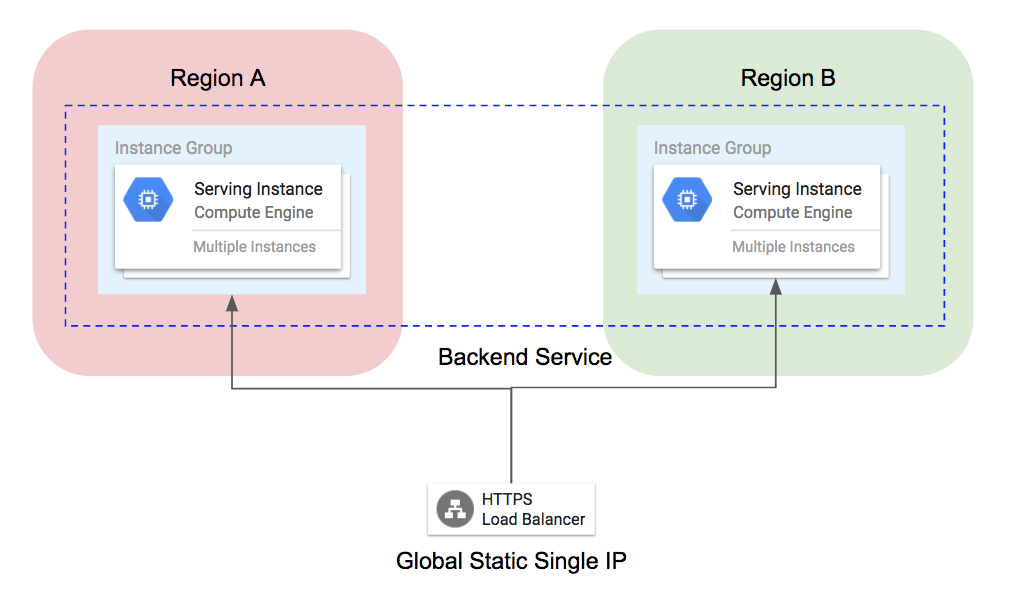 Region A
Instance Group
Serving Instance
Compute Engine
Multiple Instances
Region B
Instance Group
Serving Instance
Compute Engine
Multiple Instances
Backend Service
HTTPS
Load Balancer
Global Static Single IP